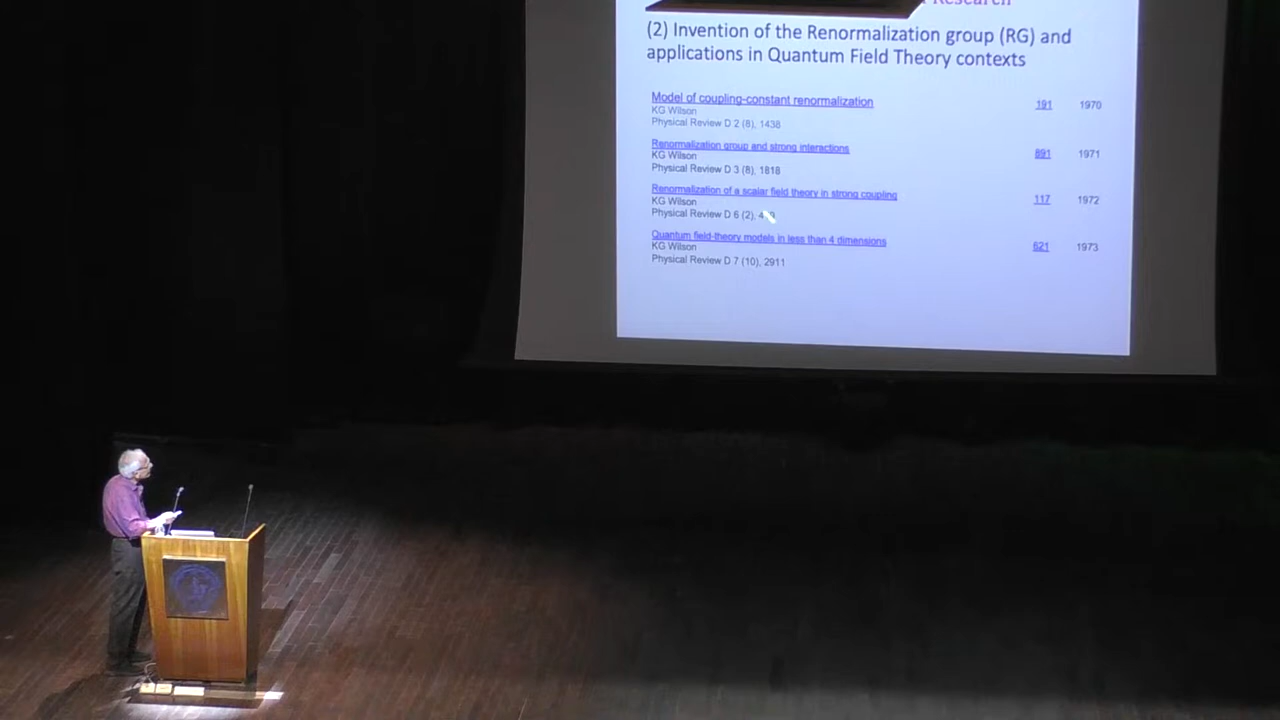 Research
(2) Invention of the Renormalization group (RG) and
applications in Quantum Field Theory contexts
Model of coupling-constant renormalization 191 1970
KG Wilson
Physical Review D 2 (8), 1438
Renormalization group and strong interactions 891 1971
KG Wilson
Physical Review D 3 (8), 1818
Renormalization of a scalar field theory in strong coupling 117 1972
KG Wilson
Physical Review D 6 (2),
Quantum field-theory models in less than 4 dimensions 621 1973
KG Wilson
Physical Review D 7 (10), 2911